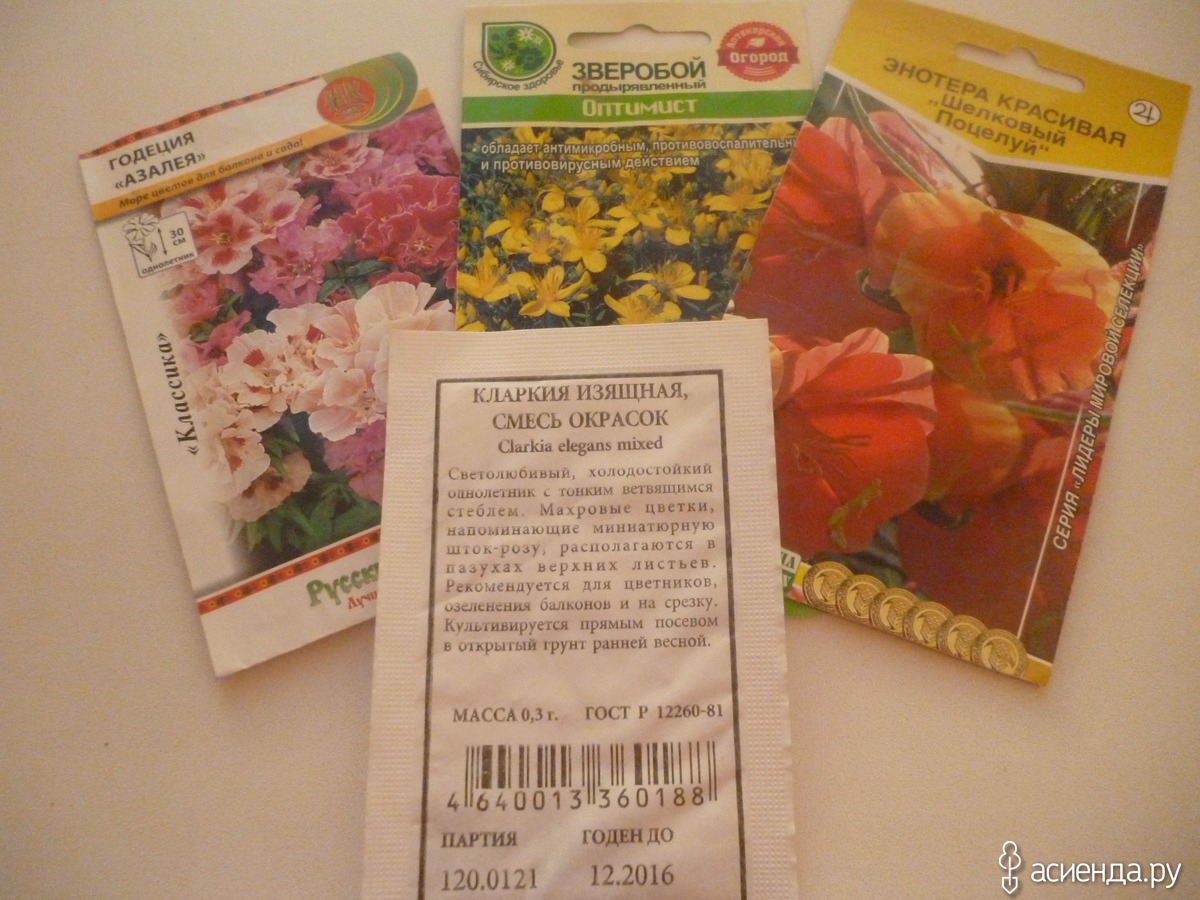 ГОДЕЦИЯ
«АЗАЛЕЯ»
Море цветов для балкона и сада!
30
см
однолетник
«Классика»
Русски
Лучш
Сибирское здоровье
Аптекарский
Огород
ЗВЕРОБОЙ
продырявленный
Оптимист
обладает антимикробным, противовоспалительны
и противовирусным действием
ЭНОТЕРА КРАСИВАЯ
„Шелковый
Поцелуй“
СЕРИЯ «ЛИДЕРЫ МИРОВОЙ СЕЛЕКЦИИ»
КЛАРКИЯ ИЗЯЩНАЯ,
СМЕСЬ ОКРАСОК
Clarkia elegans mixed
Светолюбивый, холодостойкий
однолетник с тонким ветвящимся
стеблем. Махровые цветки,
напоминающие миниатюрную
шток-розу, располагаются в
пазухах верхних листьев.
Рекомендуется для цветников,
озеленения балконов и на срезку.
Культивируется прямым посевом
в открытый грунт ранней весной.
МАССА 0,3 г. ГОСТ Р 12260-81
4 640013 360188
ПАРТИЯ ГОДЕН ДО
120.0121 12.2016
асиенда.ру